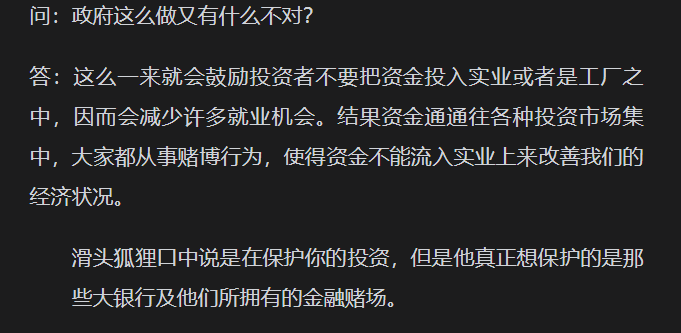 问：政府这么做又有什么不对？
答：这么一来就会鼓励投资者不要把资金投入实业或者是工厂之
中，因而会减少许多就业机会。结果资金通通往各种投资市场集
中，大家都从事赌博行为，使得资金不能流入实业上来改善我们的
经济状况。
滑头狐狸口中说是在保护你的投资，但是他真正想保护的是那
些大银行及他们所拥有的金融赌场。